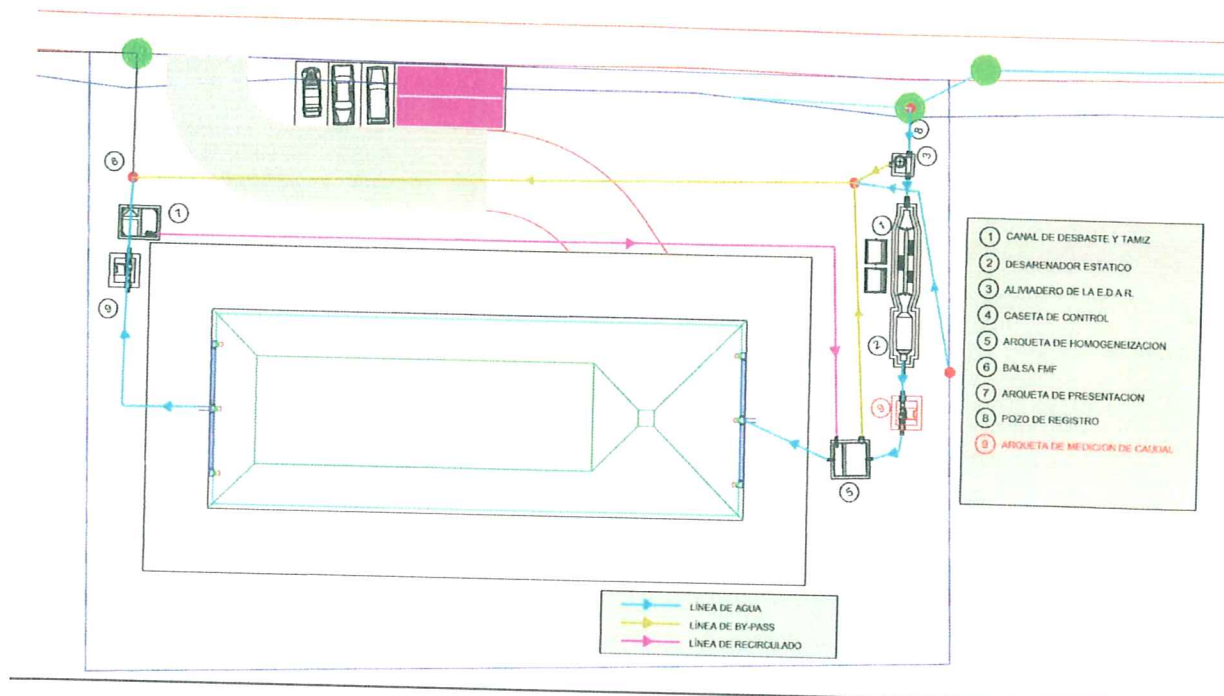 8
3
8
7
1
9
2
9
5
1 CANAL DE DESBASTE Y TAMIZ
2 DESARENADOR ESTATICO
3 ALIVIADERO DE LA E.D.A.R.
4 CASETA DE CONTROL
5 ARQUETA DE HOMOGENEIZACION
6 BALSA FMF
7 ARQUETA DE PRESENTACION
8 POZO DE REGISTRO
9 ARQUETA DE MEDICION DE CAUDAL
LÍNEA DE AGUA
LÍNEA DE BY-PASS
LÍNEA DE RECIRCULADO